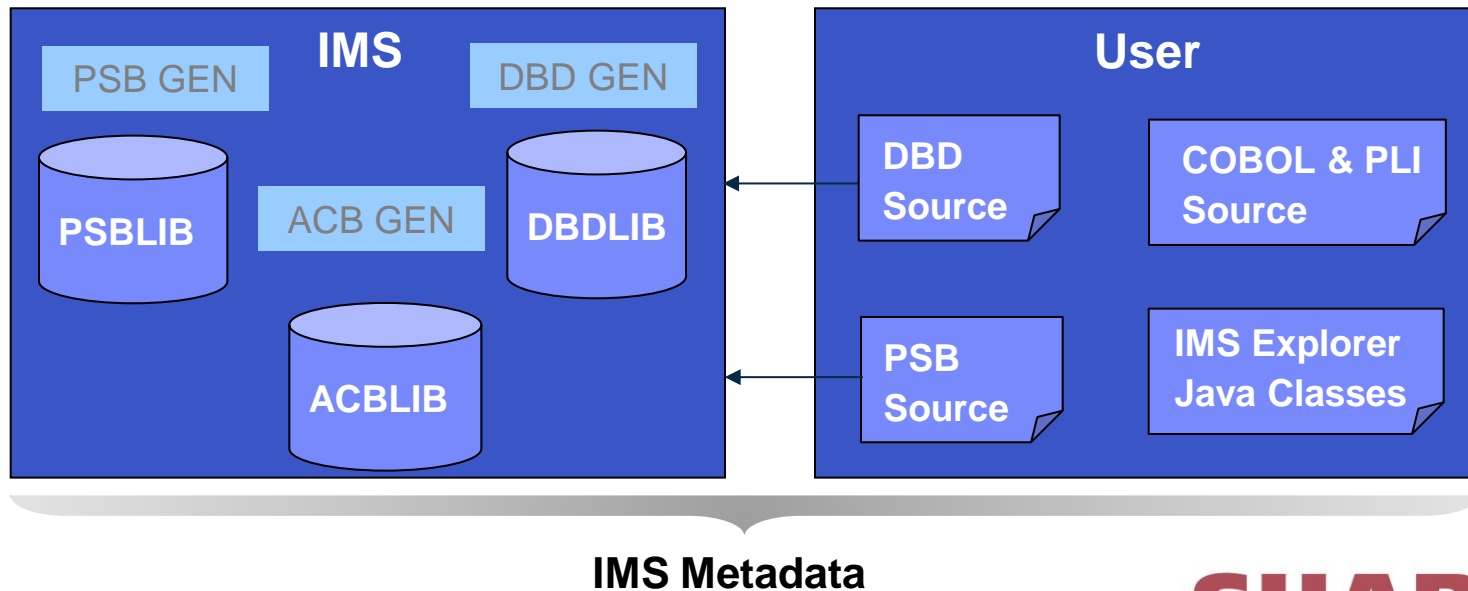 IMS
PSB GEN
DBD GEN
PSBLIB
ACB GEN
DBDLIB
ACBLIB
User
DBD
Source
COBOL & PLI
Source
PSB
Source
IMS Explorer
Java Classes
IMS Metadata